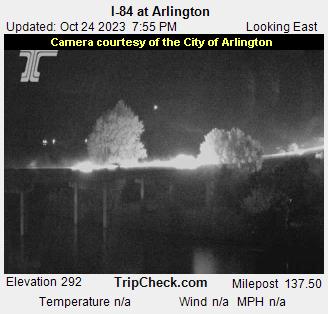 I-84 at Arlington
Updated: Oct 24 2023 7:55 PM Looking East
Camera courtesy of the City of Arlington
Elevation 292 TripCheck.com Milepost 137.50
Temperature n/a Wind n/a MPH n/a